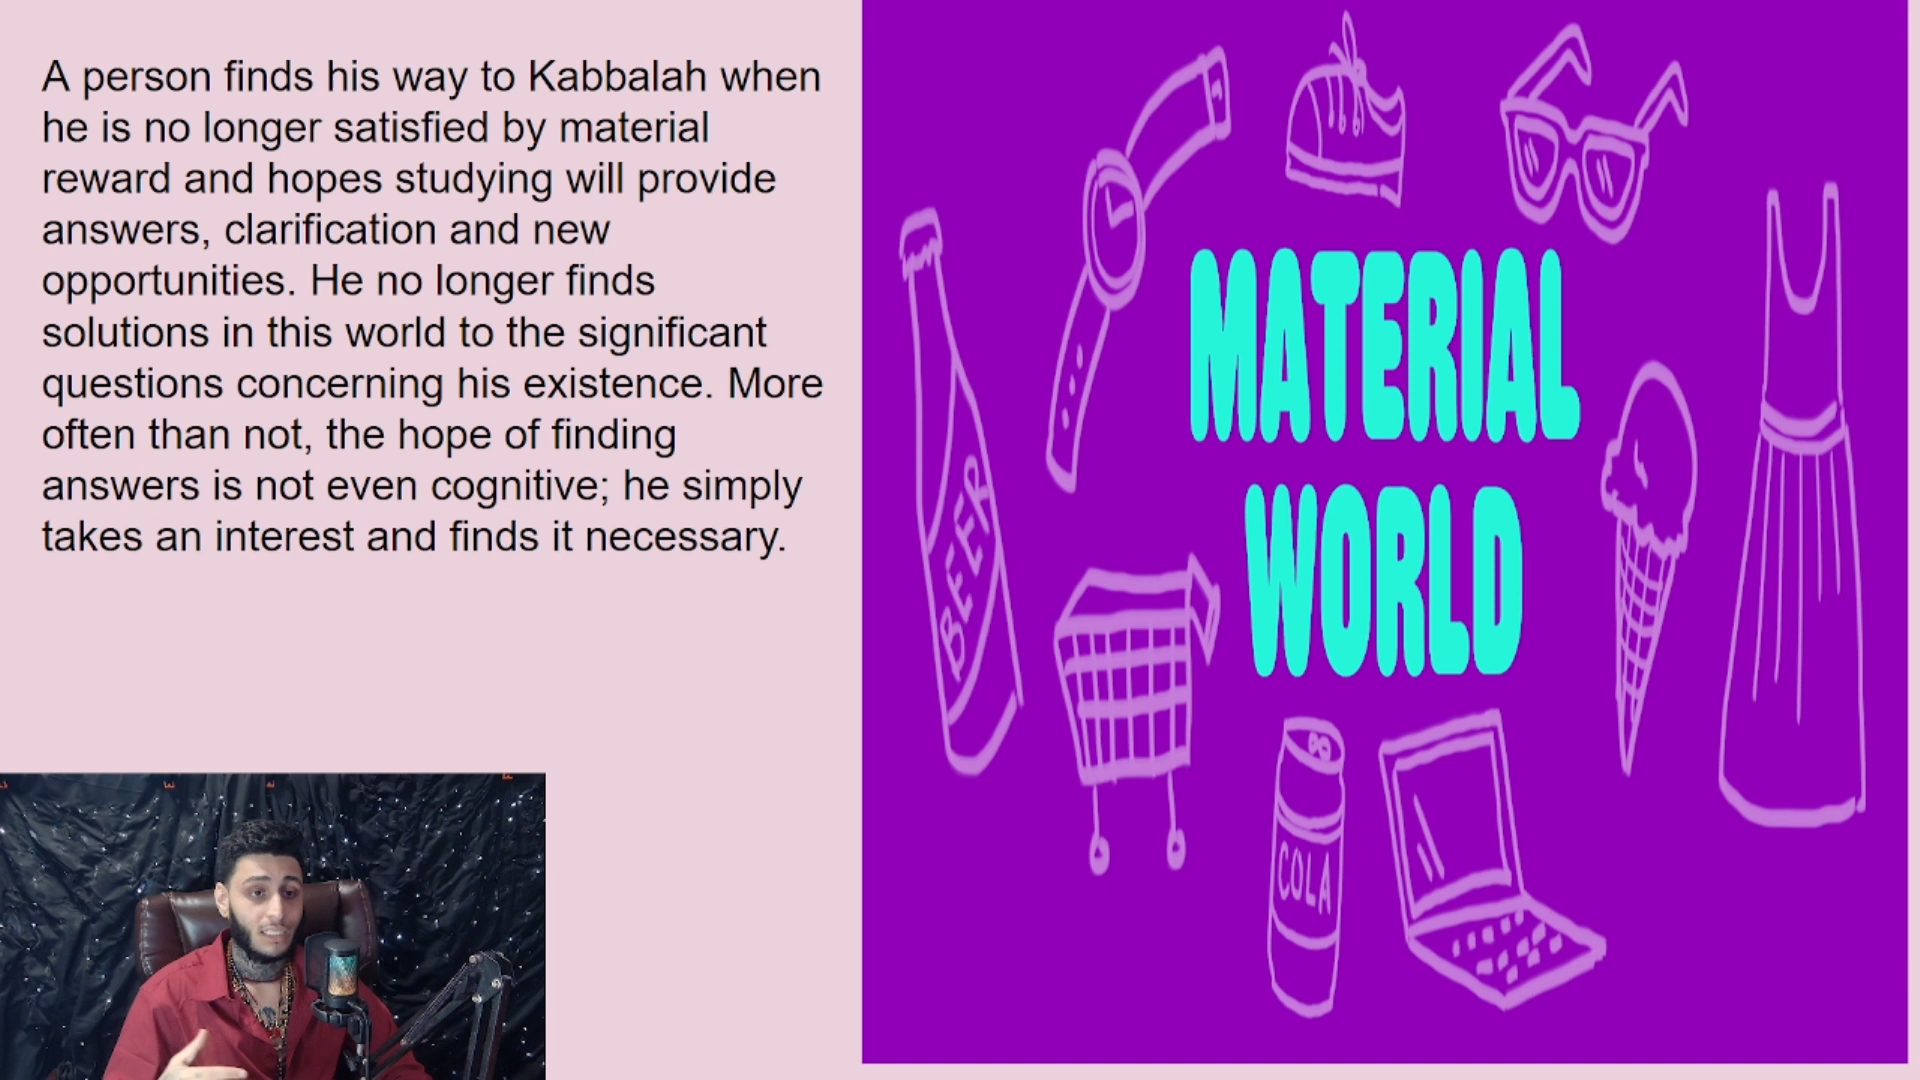 A person finds his way to Kabbalah when
he is no longer satisfied by material
reward and hopes studying will provide
answers, clarification and new
opportunities. He no longer finds
solutions in this world to the significant
questions concerning his existence. More
often than not, the hope of finding
answers is not even cognitive; he simply
takes an interest and finds it necessary.
MATERIAL
WORLD
BEER
COLA